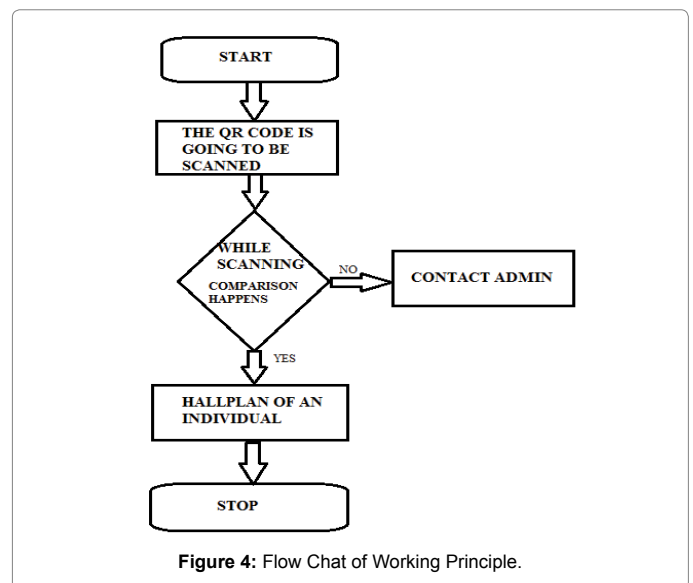 START
THE QR CODE IS
GOING TO BE
SCANNED
WHILE
SCANNING
COMPARISON
HAPPENS
NO
CONTACT ADMIN
YES
HALLPLAN OF AN
INDIVIDUAL
STOP
Figure 4: Flow Chat of Working Principle.